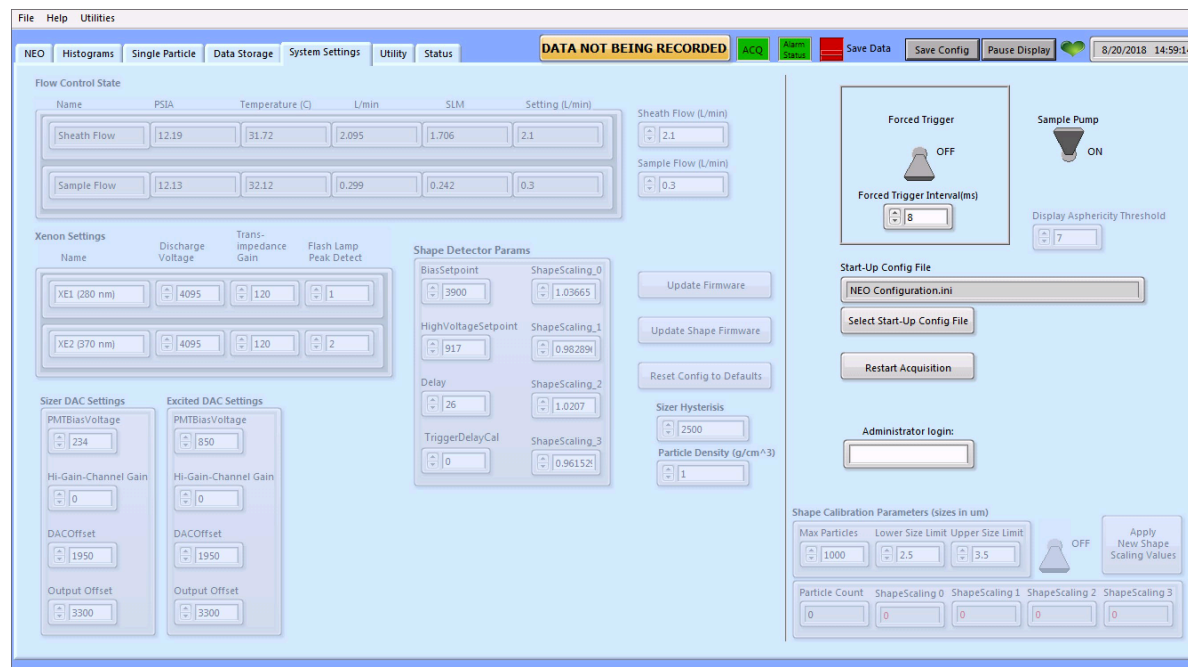 File Help Utilities
NEO Histograms Single Particle Data Storage System Settings Utility Status DATA NOT BEING RECORDED ACQ Alarm Status Save Data Save Config Pause Display 8/20/2018 14:59:14
Flow Control State
Name PSIA Temperature (C) L/min SLM Setting (L/min)
Sheath Flow 12.19 31.72 2.095 1.706 2.1
Sample Flow 12.13 32.12 0.299 0.242 0.3
Sheath Flow (L/min)
2.1
Sample Flow (L/min)
0.3
Xenon Settings
Name Discharge Voltage Trans-impedance Gain Flash Lamp Peak Detect
XE1 (280 nm) 4095 120 1
XE2 (370 nm) 4095 120 2
Shape Detector Params
BiasSetpoint ShapeScaling_0
3900 1.03665
HighVoltageSetpoint ShapeScaling_1
917
Delay ShapeScaling_2
26 1.0207
TriggerDelayCal ShapeScaling_3
0
Update Firmware
Update Shape Firmware
Reset Config to Defaults
Sizer Hysterisis
2500
Particle Density (g/cm^3)
1
Sizer DAC Settings
PMTBiasVoltage
234
Hi-Gain-Channel Gain
0
DACOffset
1950
Output Offset
3300
Excited DAC Settings
PMTBiasVoltage
850
Hi-Gain-Channel Gain
0
DACOffset
1950
Output Offset
3300
Forced Trigger
OFF
Forced Trigger Interval(ms)
8
Sample Pump
ON
Display Asphericity Threshold
7
Start-Up Config File
NEO Configuration.ini
Select Start-Up Config File
Restart Acquisition
Administrator login:
Shape Calibration Parameters (sizes in um)
Max Particles Lower Size Limit Upper Size Limit
1000 2.5 3.5
OFF
Apply
New Shape
Scaling Values
Particle Count ShapeScaling 0 ShapeScaling 1 ShapeScaling 2 ShapeScaling 3
0 0 0 0 0